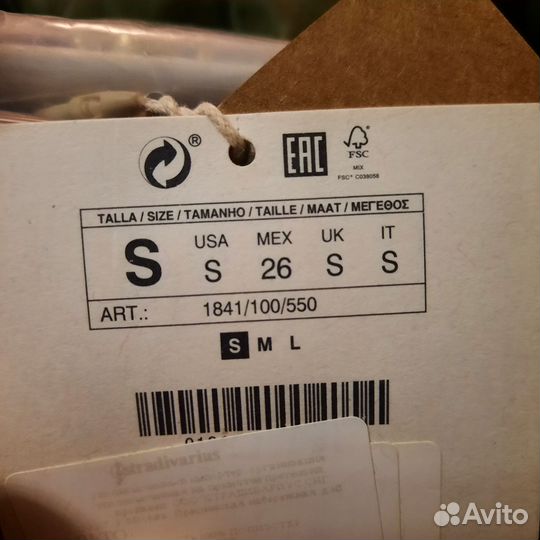 ®
EAC
FSC
MIX
FSC® C038058
TALLA / SIZE / TAMANHO / TAILLE / MAAT / ΜΕΓΕΘΟΣ
USA MEX UK IT
S S 26 S S
ART.: 1841/100/550
S M L
stradivarius
Avito